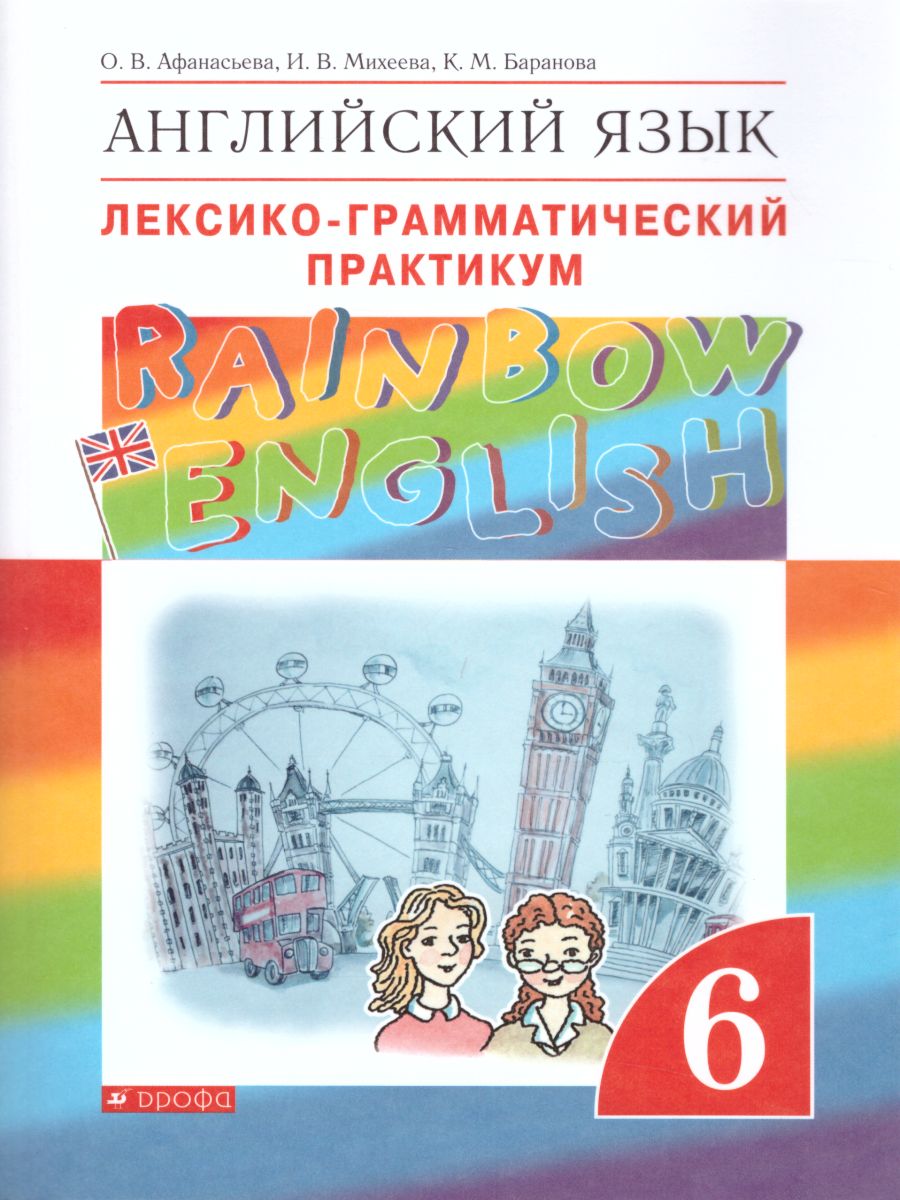 О. В. Афанасьева, И. В. Михеева, К. М. Баранова
АНГЛИЙСКИЙ ЯЗЫК
ЛЕКСИКО-ГРАММАТИЧЕСКИЙ
ПРАКТИКУМ
RAINBOW
ENGLISH
6
ДРОФА